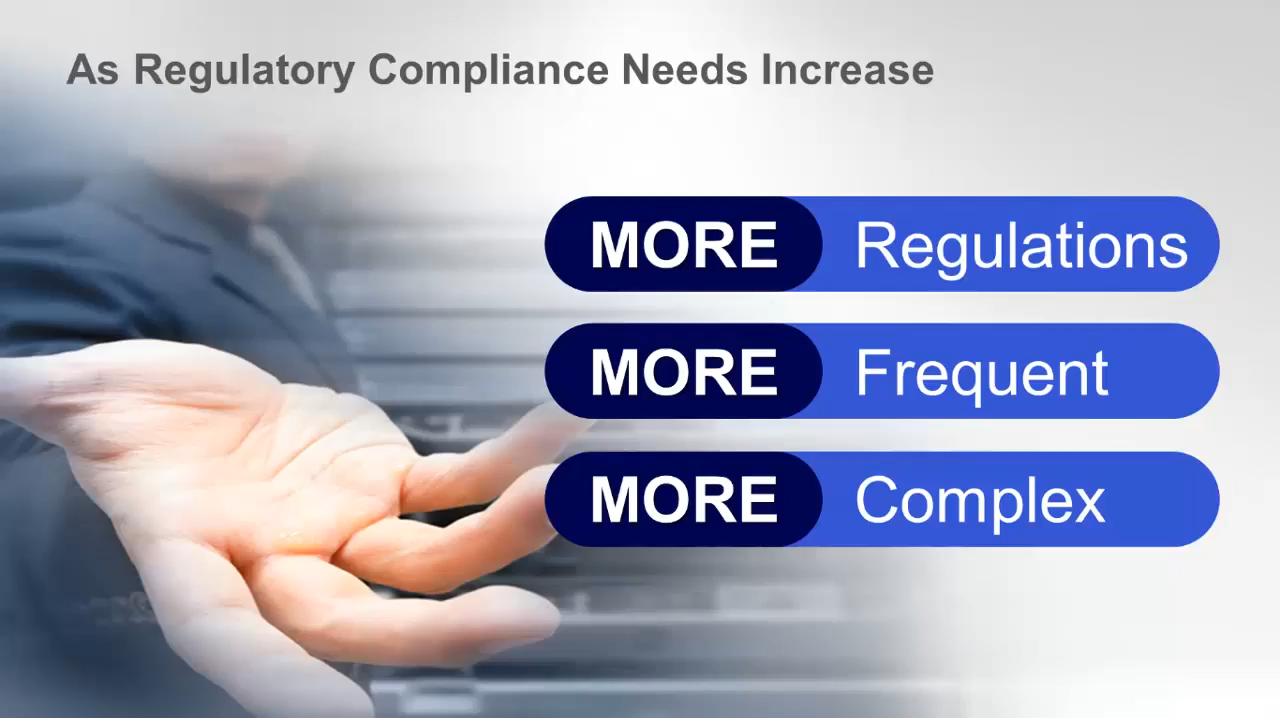 As Regulatory Compliance Needs Increase
MORE Regulations
MORE Frequent
MORE Complex